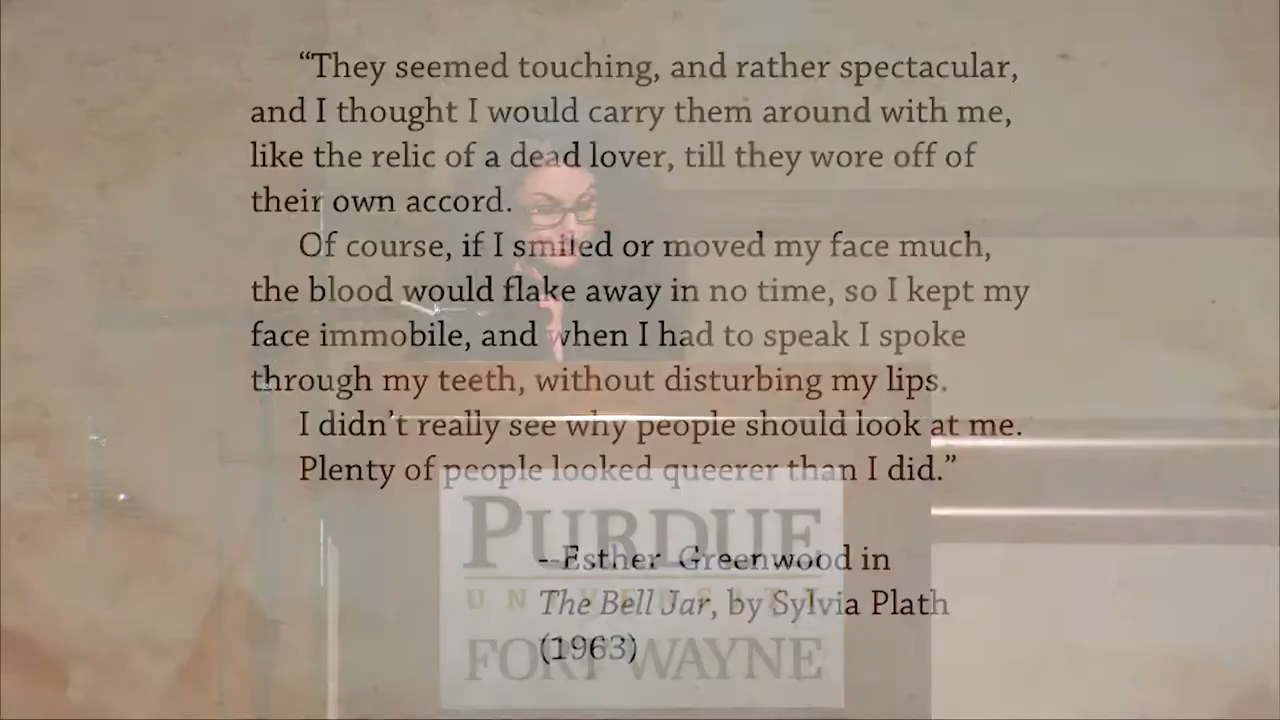 “They seemed touching, and rather spectacular,
and I thought I would carry them around with me,
like the relic of a dead lover, till they wore off of
their own accord.
Of course, if I smiled or moved my face much,
the blood would flake away in no time, so I kept my
face immobile, and when I had to speak I spoke
through my teeth, without disturbing my lips.
I didn’t really see why people should look at me.
Plenty of people looked queerer than I did.”
PURDUE
--Esther Greenwood in
UNIVERSITY
The Bell Jar, by Sylvia Plath
(1963)
FORT WAYNE